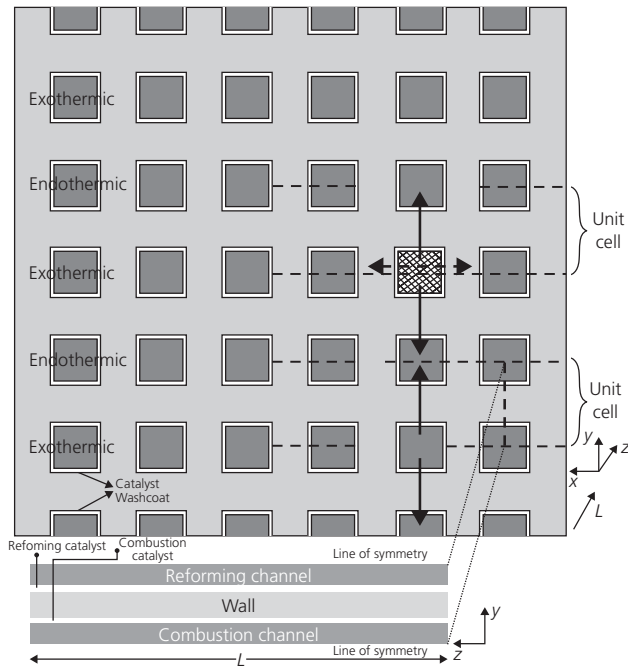 Exothermic
Endothermic
Unit
cell
Exothermic
Endothermic
Unit
cell
Exothermic
y
z
x
Catalyst
Washcoat
L
Refoming catalyst
Combustion
catalyst
Line of symmetry
Reforming channel
Wall
y
Combustion channel
z
L
Line of symmetry